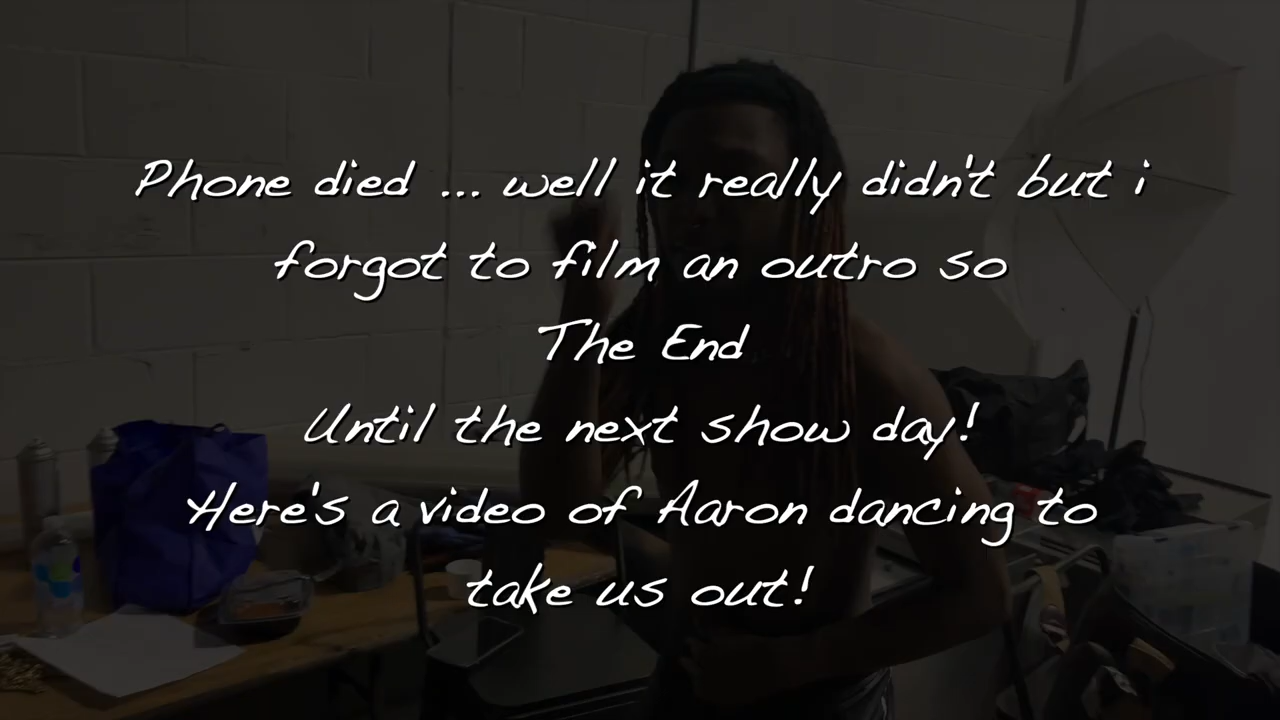 Phone died ... well it really didn't but i
forgot to film an outro so
The End
Until the next show day!
Here's a video of Aaron dancing to
take us out!